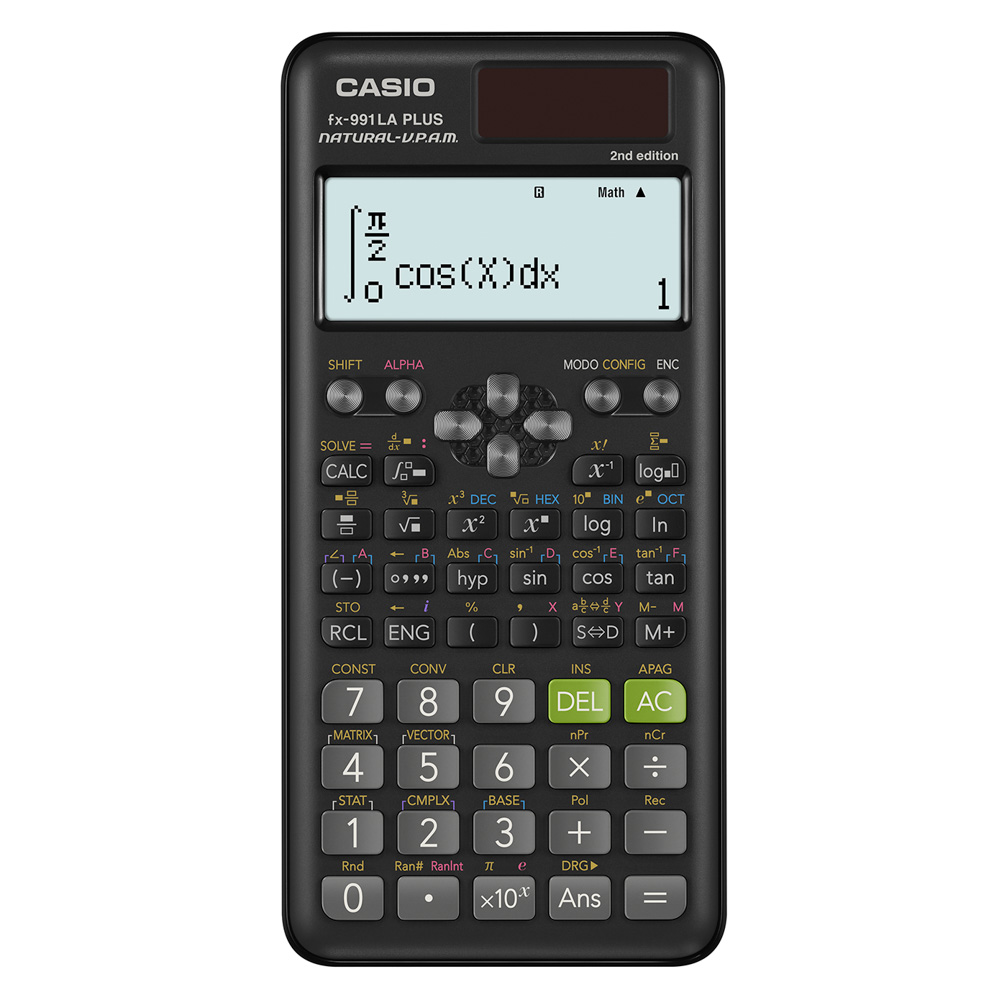 CASIO
fx-991LA PLUS
NATURAL-V.P.A.M.
2nd edition
R Math ▲
∫ π/2 0 cos(X)dx
1
SHIFT ALPHA MODO CONFIG ENC
SOLVE = d/dx■ : x! Σ■
CALC ∫□■ x⁻¹ log■□
■□/□ ³√■ x³ DEC ■√□ HEX 10■ BIN e■ OCT
■/□ √■ x² x■ log ln
∠ A ← B Abs C sin⁻¹ D cos⁻¹ E tan⁻¹ F
(−) °,,, hyp sin cos tan
STO ← i % , X a b/c⇔d/c Y M− M
RCL ENG ( ) S⇔D M+
CONST CONV CLR INS APAG
7 8 9 DEL AC
MATRIX VECTOR nPr nCr
4 5 6 × ÷
STAT CMPLX BASE Pol Rec
1 2 3 + −
Rnd Ran# RanInt π e DRG▶
0 • ×10ˣ Ans =